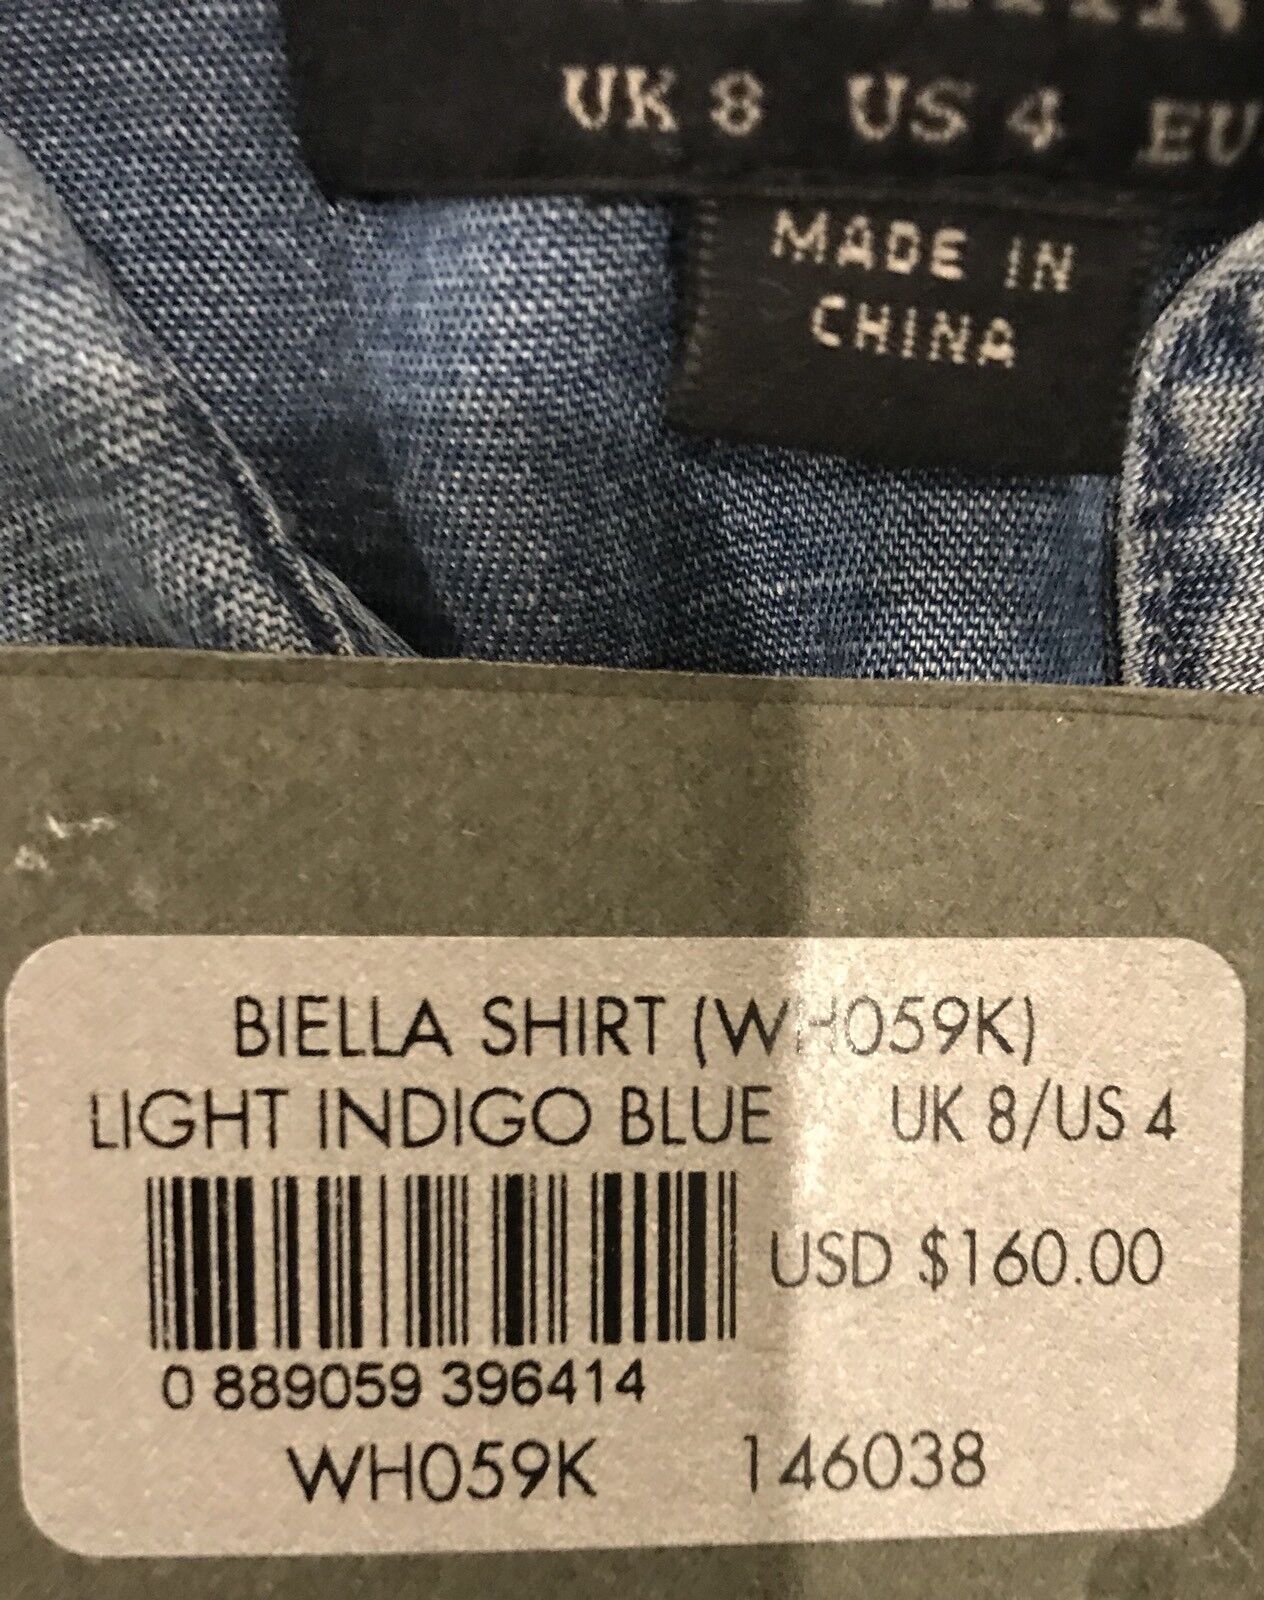 UK 8 US 4 EU
MADE IN
CHINA
BIELLA SHIRT (WH059K)
LIGHT INDIGO BLUE UK 8/US 4
USD $160.00
0 889059 396414
WH059K 146038